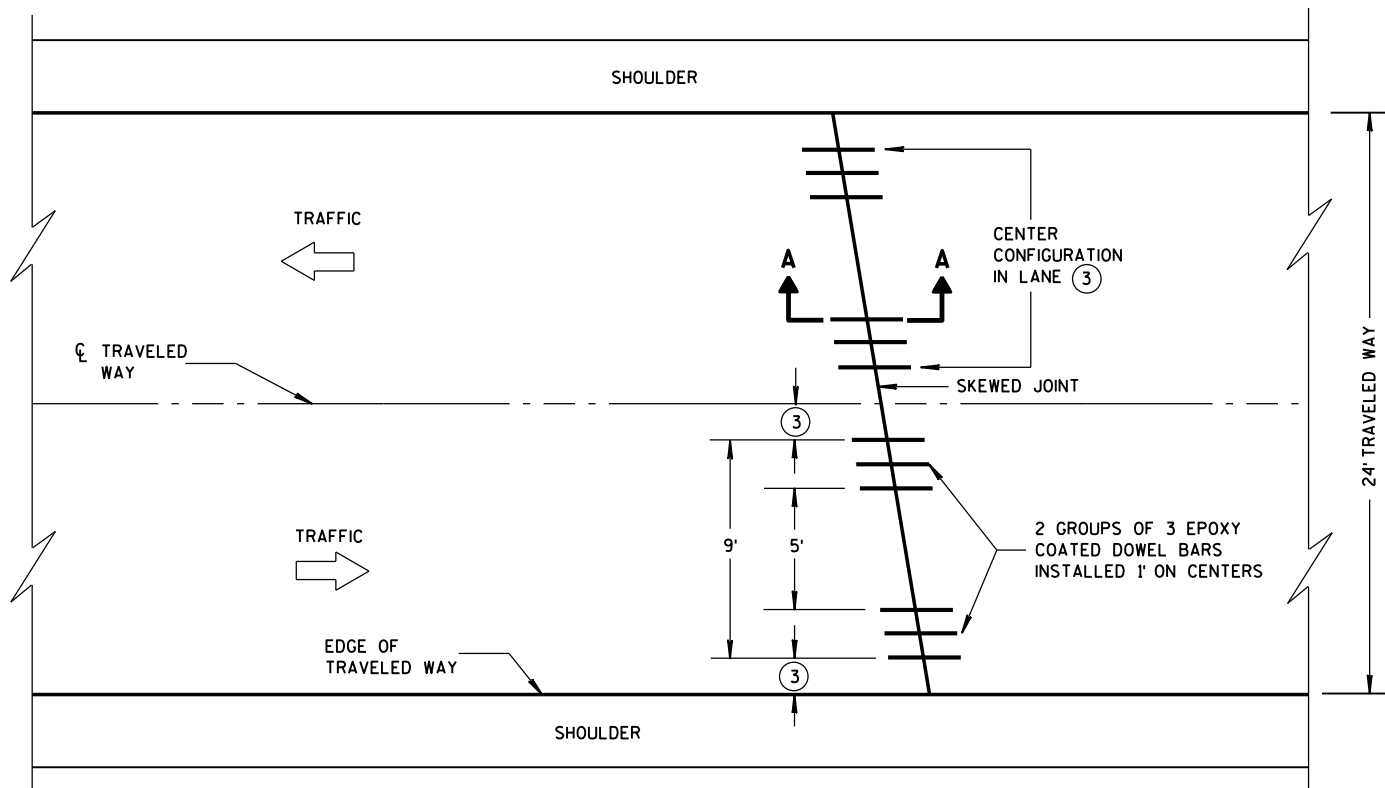 SHOULDER
TRAFFIC
CENTER
CONFIGURATION
IN LANE 3
A A
℄ TRAVELED
WAY
SKEWED JOINT
3
24' TRAVELED WAY
2 GROUPS OF 3 EPOXY
COATED DOWEL BARS
INSTALLED 1' ON CENTERS
TRAFFIC
9' 5'
EDGE OF
TRAVELED WAY
3
SHOULDER